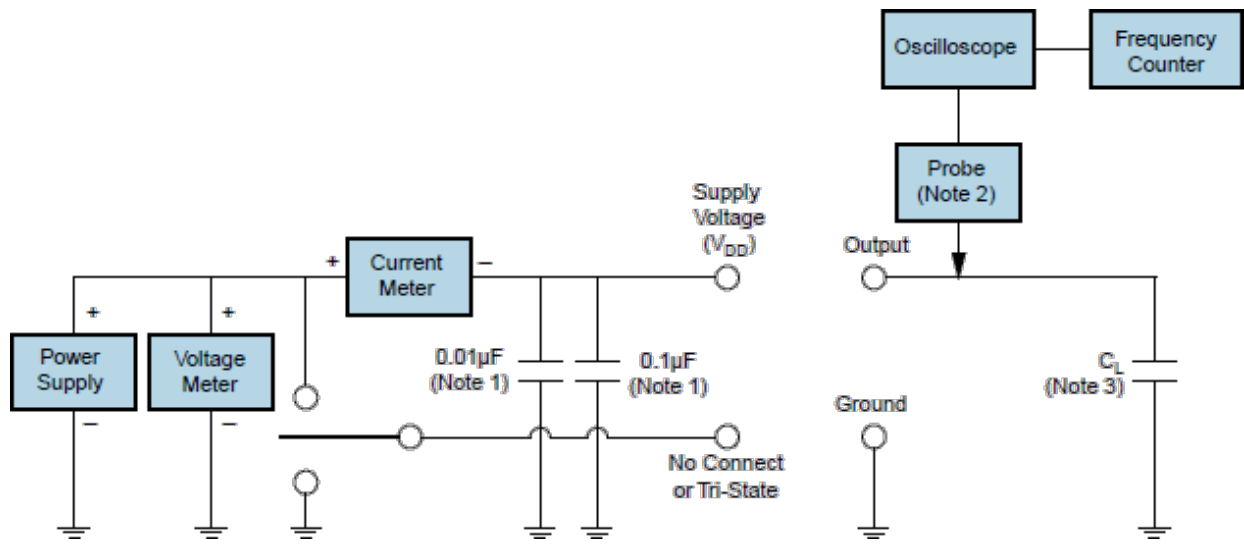 Oscilloscope
Frequency
Counter
Probe
(Note 2)
Supply
Voltage
(VDD)
Output
+
Current
Meter
–
+
Power
Supply
–
+
Voltage
Meter
–
0.01µF
(Note 1)
0.1µF
(Note 1)
CL
(Note 3)
Ground
No Connect
or Tri-State